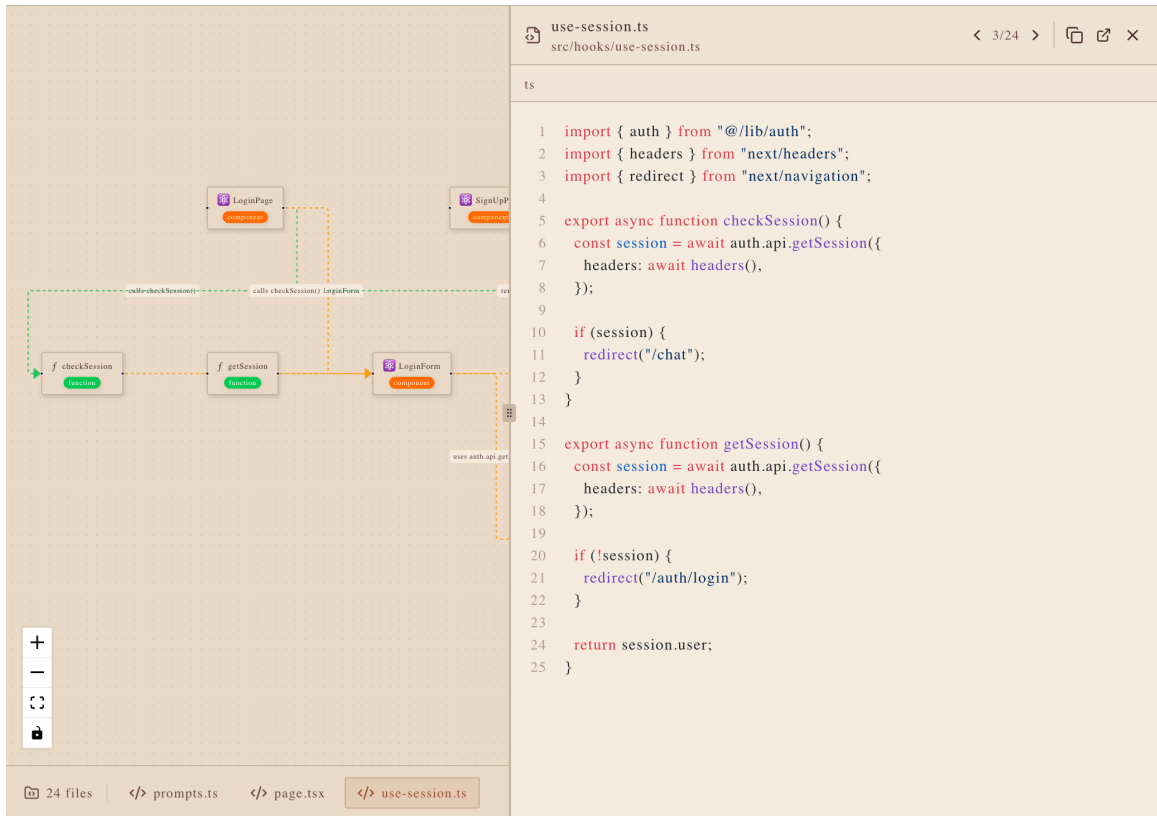 LoginPage
component
SignUpP
component
calls checkSession()
calls checkSession()
LoginForm
ƒ checkSession
function
ƒ getSession
function
LoginForm
component
uses auth.api.get
24 files
prompts.ts
page.tsx
use-session.ts
use-session.ts
src/hooks/use-session.ts
3/24
ts
1 import { auth } from "@/lib/auth";
2 import { headers } from "next/headers";
3 import { redirect } from "next/navigation";
4
5 export async function checkSession() {
6 const session = await auth.api.getSession({
7 headers: await headers(),
8 });
9
10 if (session) {
11 redirect("/chat");
12 }
13 }
14
15 export async function getSession() {
16 const session = await auth.api.getSession({
17 headers: await headers(),
18 });
19
20 if (!session) {
21 redirect("/auth/login");
22 }
23
24 return session.user;
25 }